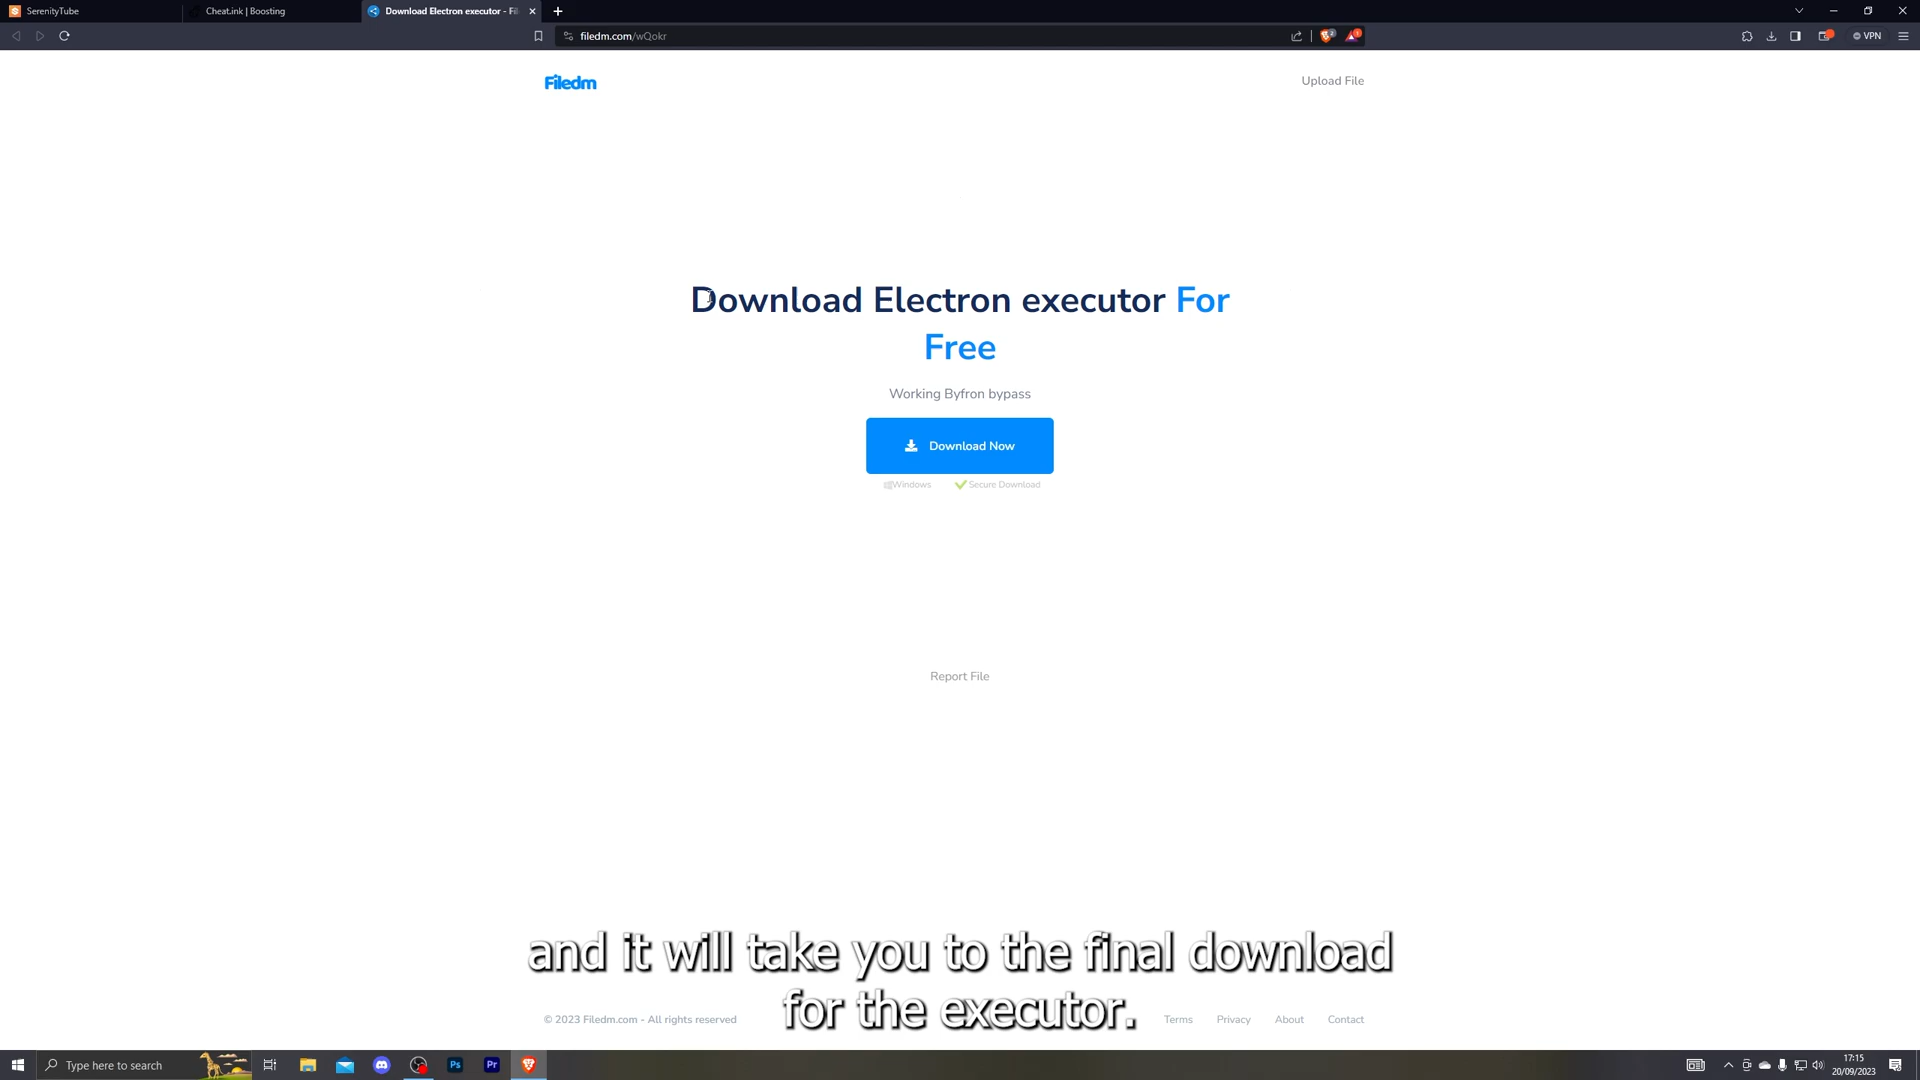 SerenityTube
Cheat.ink | Boosting
Download Electron executor - Fi
filedm.com/wQokr
VPN
Filedm
Upload File
Download Electron executor For
Free
Working Byfron bypass
Download Now
Windows
Secure Download
Report File
and it will take you to the final download
for the executor.
© 2023 Filedm.com - All rights reserved
Terms
Privacy
About
Contact
Type here to search
Ps
Pr
17:15
20/09/2023